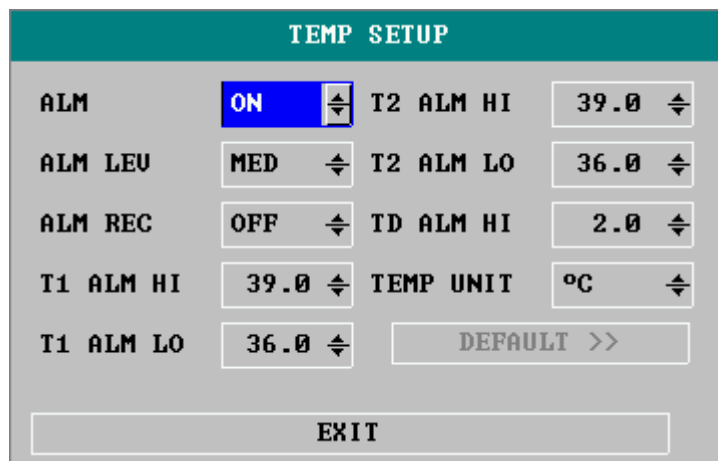 TEMP SETUP
ALM ON T2 ALM HI 39.0
ALM LEV MED T2 ALM LO 36.0
ALM REC OFF TD ALM HI 2.0
T1 ALM HI 39.0 TEMP UNIT ºC
T1 ALM LO 36.0 DEFAULT >>
EXIT